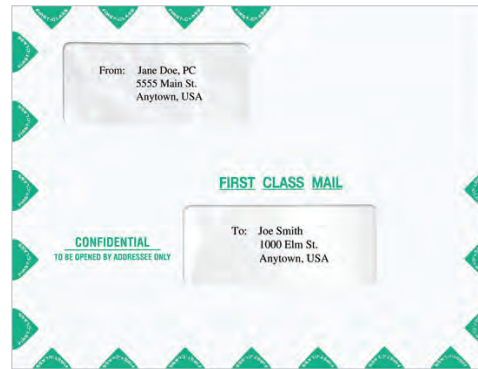 From: Jane Doe, PC
5555 Main St.
Anytown, USA
FIRST CLASS MAIL
To: Joe Smith
1000 Elm St.
Anytown, USA
CONFIDENTIAL
TO BE OPENED BY ADDRESSEE ONLY